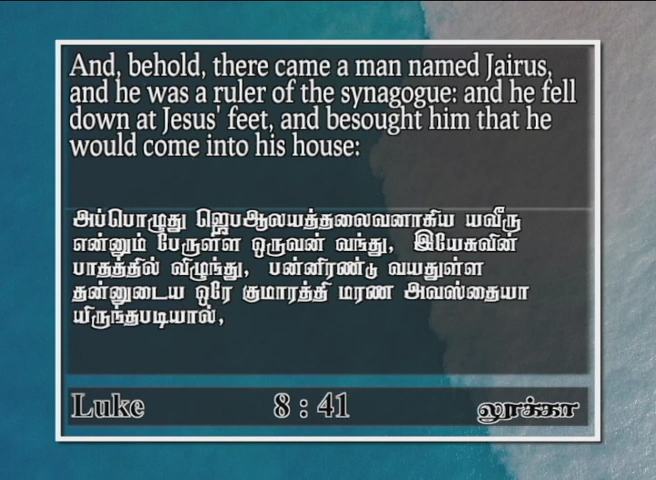 And, behold, there came a man named Jairus,
and he was a ruler of the synagogue: and he fell
down at Jesus' feet, and besought him that he
would come into his house:
அப்பொழுது ஜெபஆலயத்தலைவனாகிய யவீரு
என்னும் பேருள்ள ஒருவன் வந்து, இயேசுவின்
பாதத்தில் விழுந்து, பன்னிரண்டு வயதுள்ள
தன்னுடைய ஒரே குமாரத்தி மரண அவஸ்தையா
யிருந்தபடியால்,
Luke 8 : 41 லூக்கா